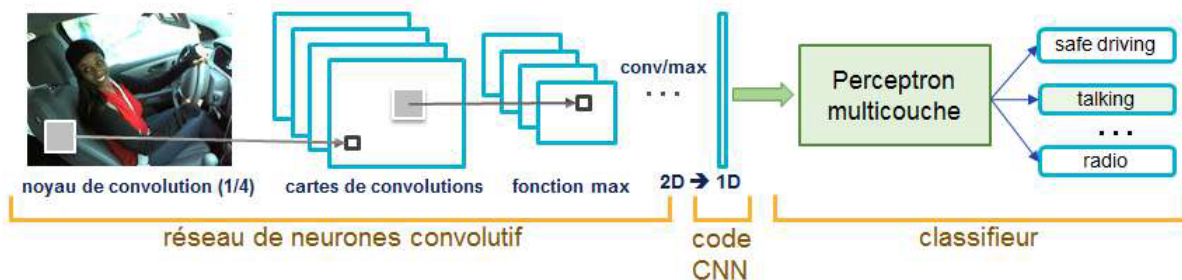 noyau de convolution (1/4)
cartes de convolutions
fonction max
conv/max
...
2D ➔ 1D
Perceptron
multicouche
safe driving
talking
...
radio
réseau de neurones convolutif
code
CNN
classifieur